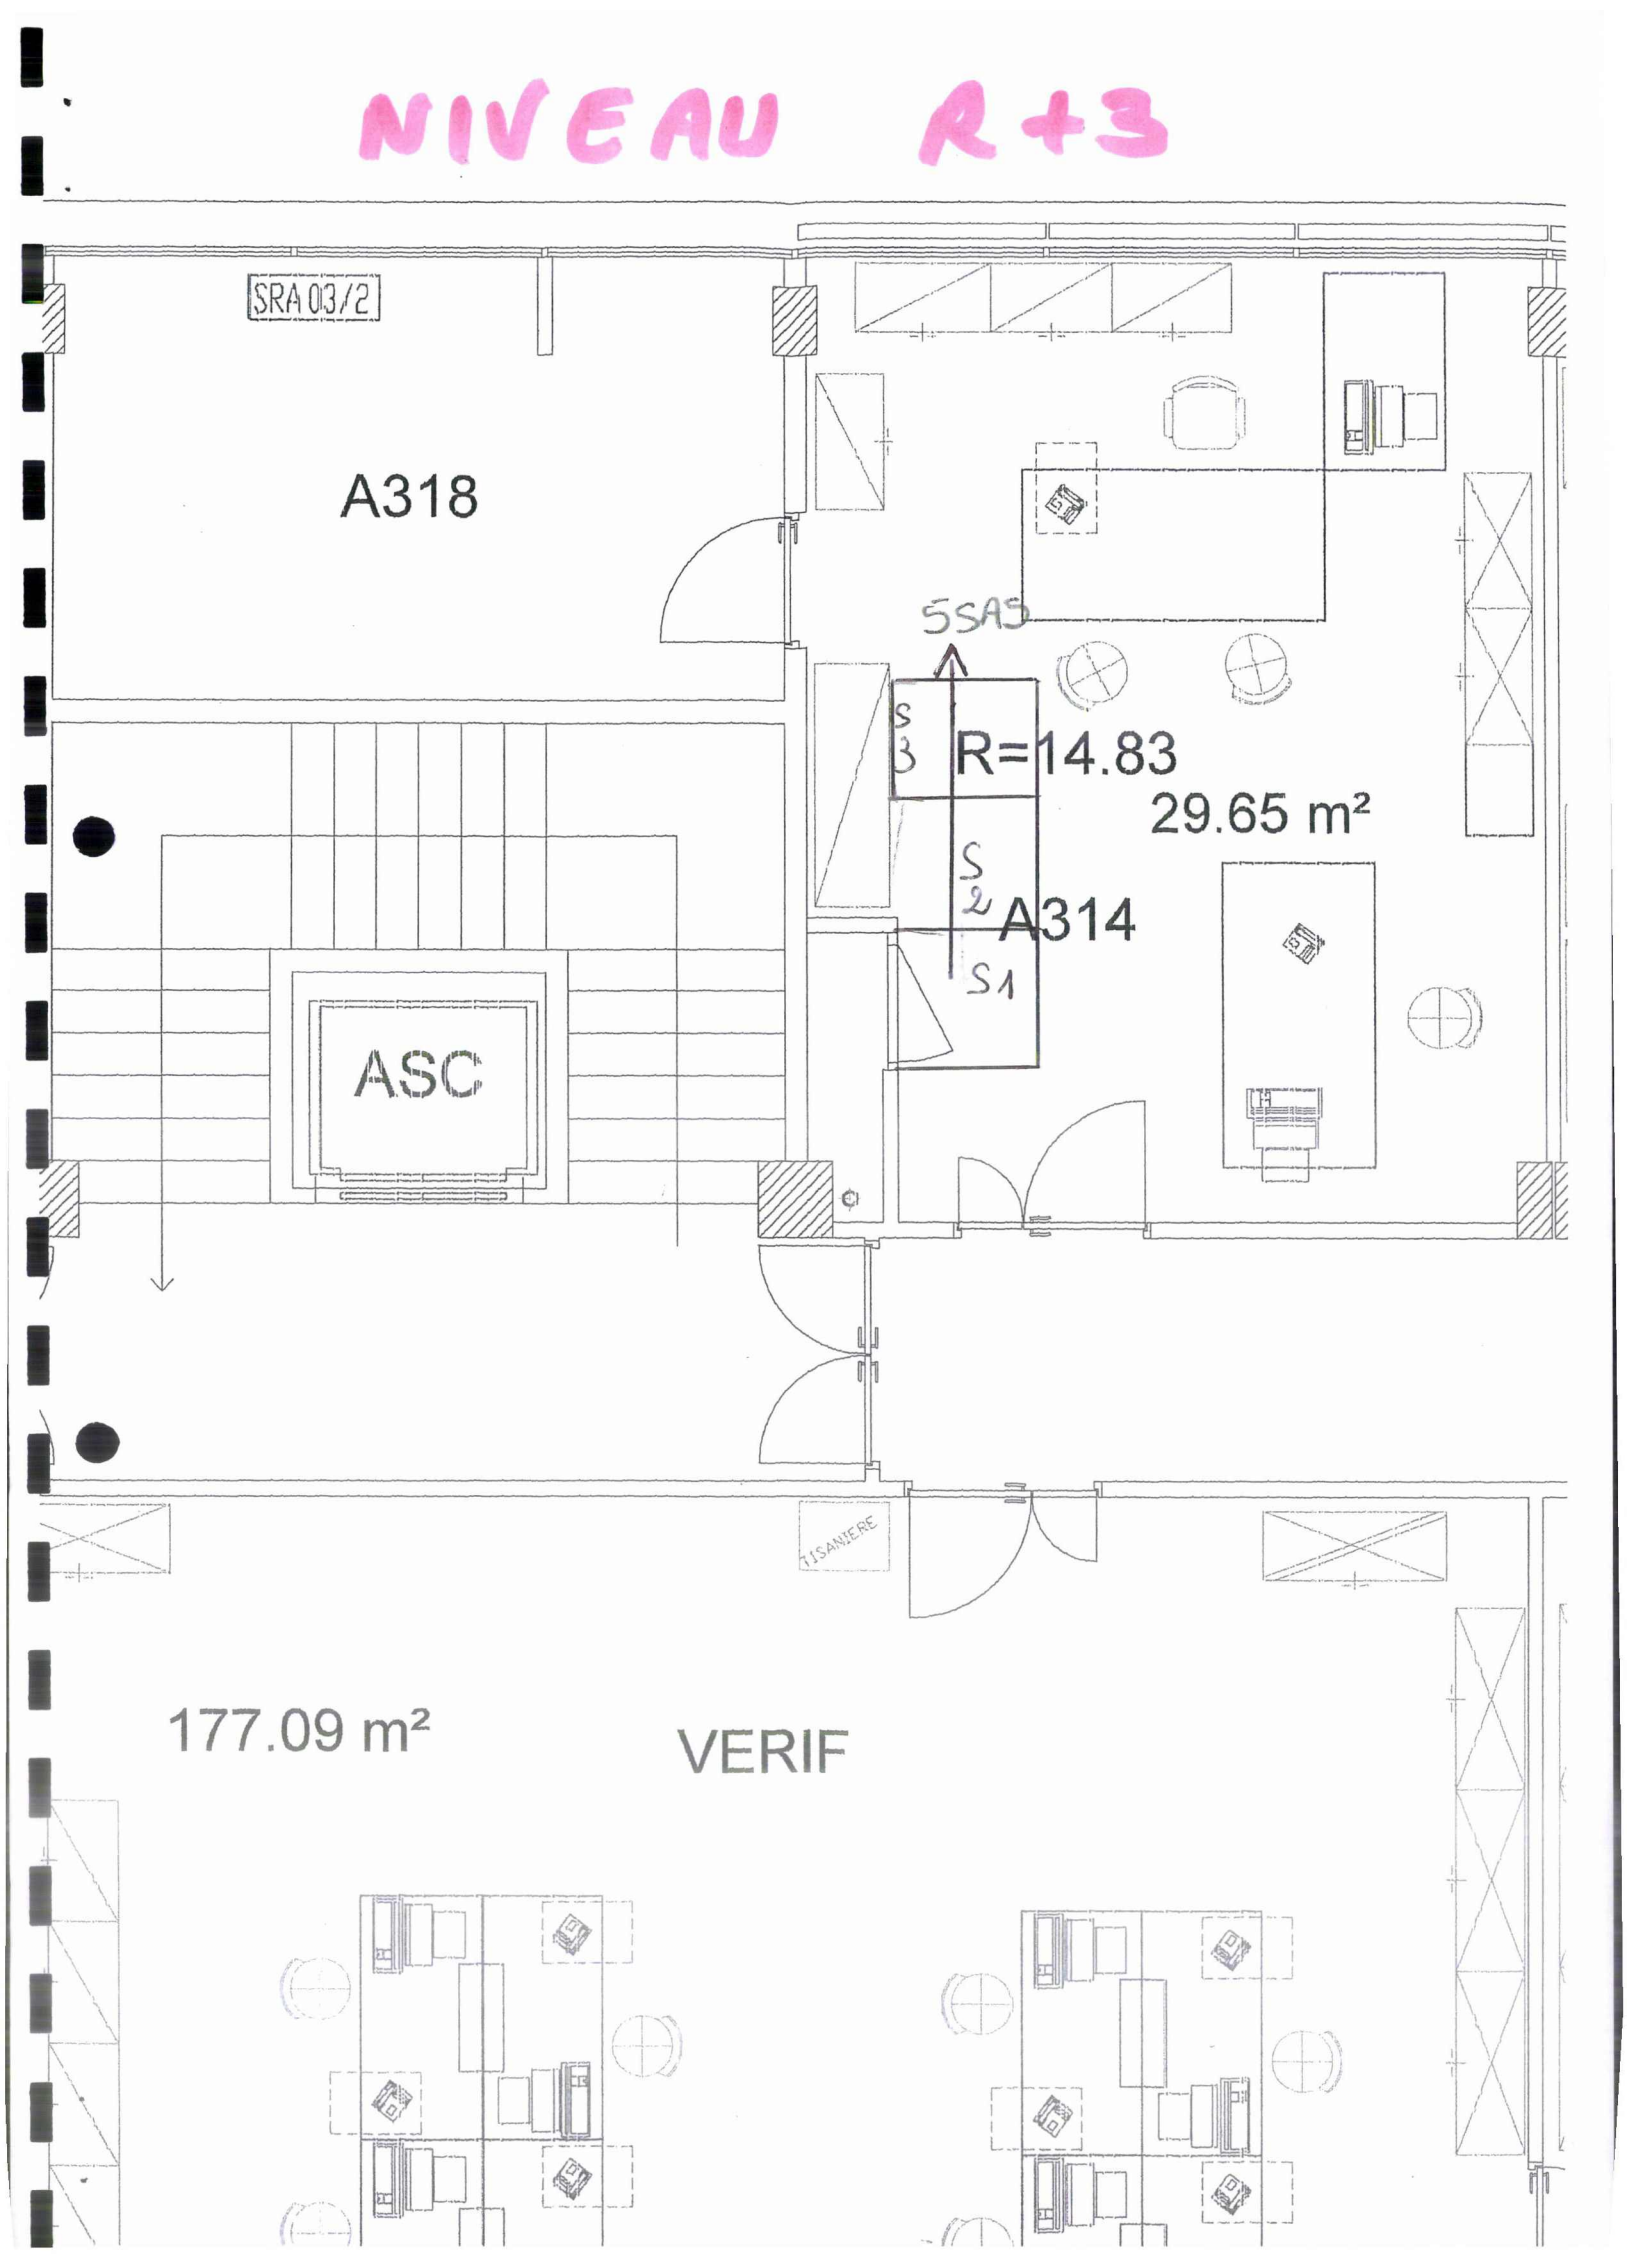 NIVEAU R+3
SRA 03/2
A318
5SAS
S
3
R=14.83
29.65 m²
S
2
A314
S1
ASC
TISANIERE
177.09 m²
VERIF